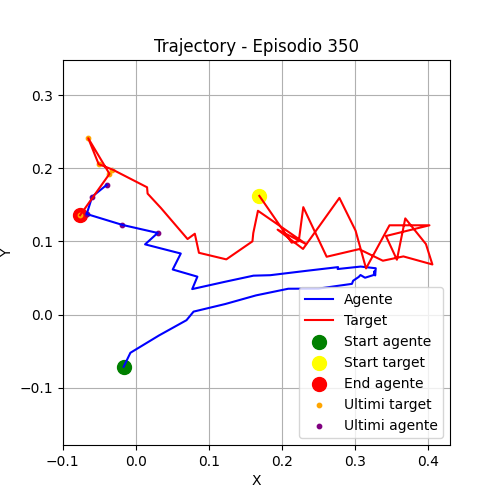 Trajectory - Episodio 350
0.3
0.2
0.1
0.0
−0.1
Y
−0.1
0.0
0.1
0.2
0.3
0.4
X
Agente
Target
Start agente
Start target
End agente
Ultimi target
Ultimi agente